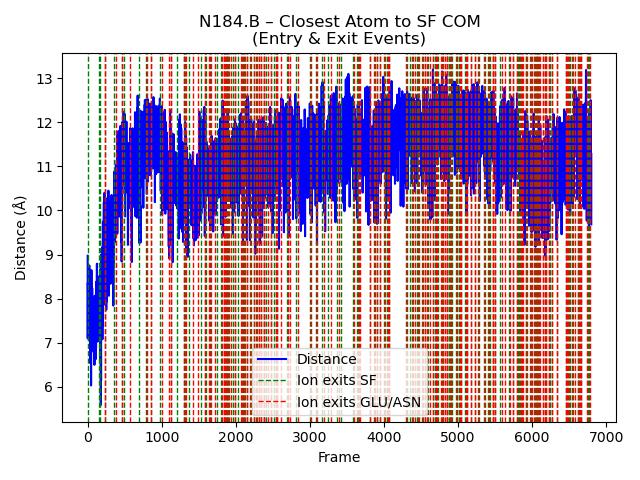 N184.B – Closest Atom to SF COM
(Entry & Exit Events)
Distance (Å)
13
12
11
10
9
8
7
6
Distance
Ion exits SF
Ion exits GLU/ASN
0 1000 2000 3000 4000 5000 6000 7000
Frame